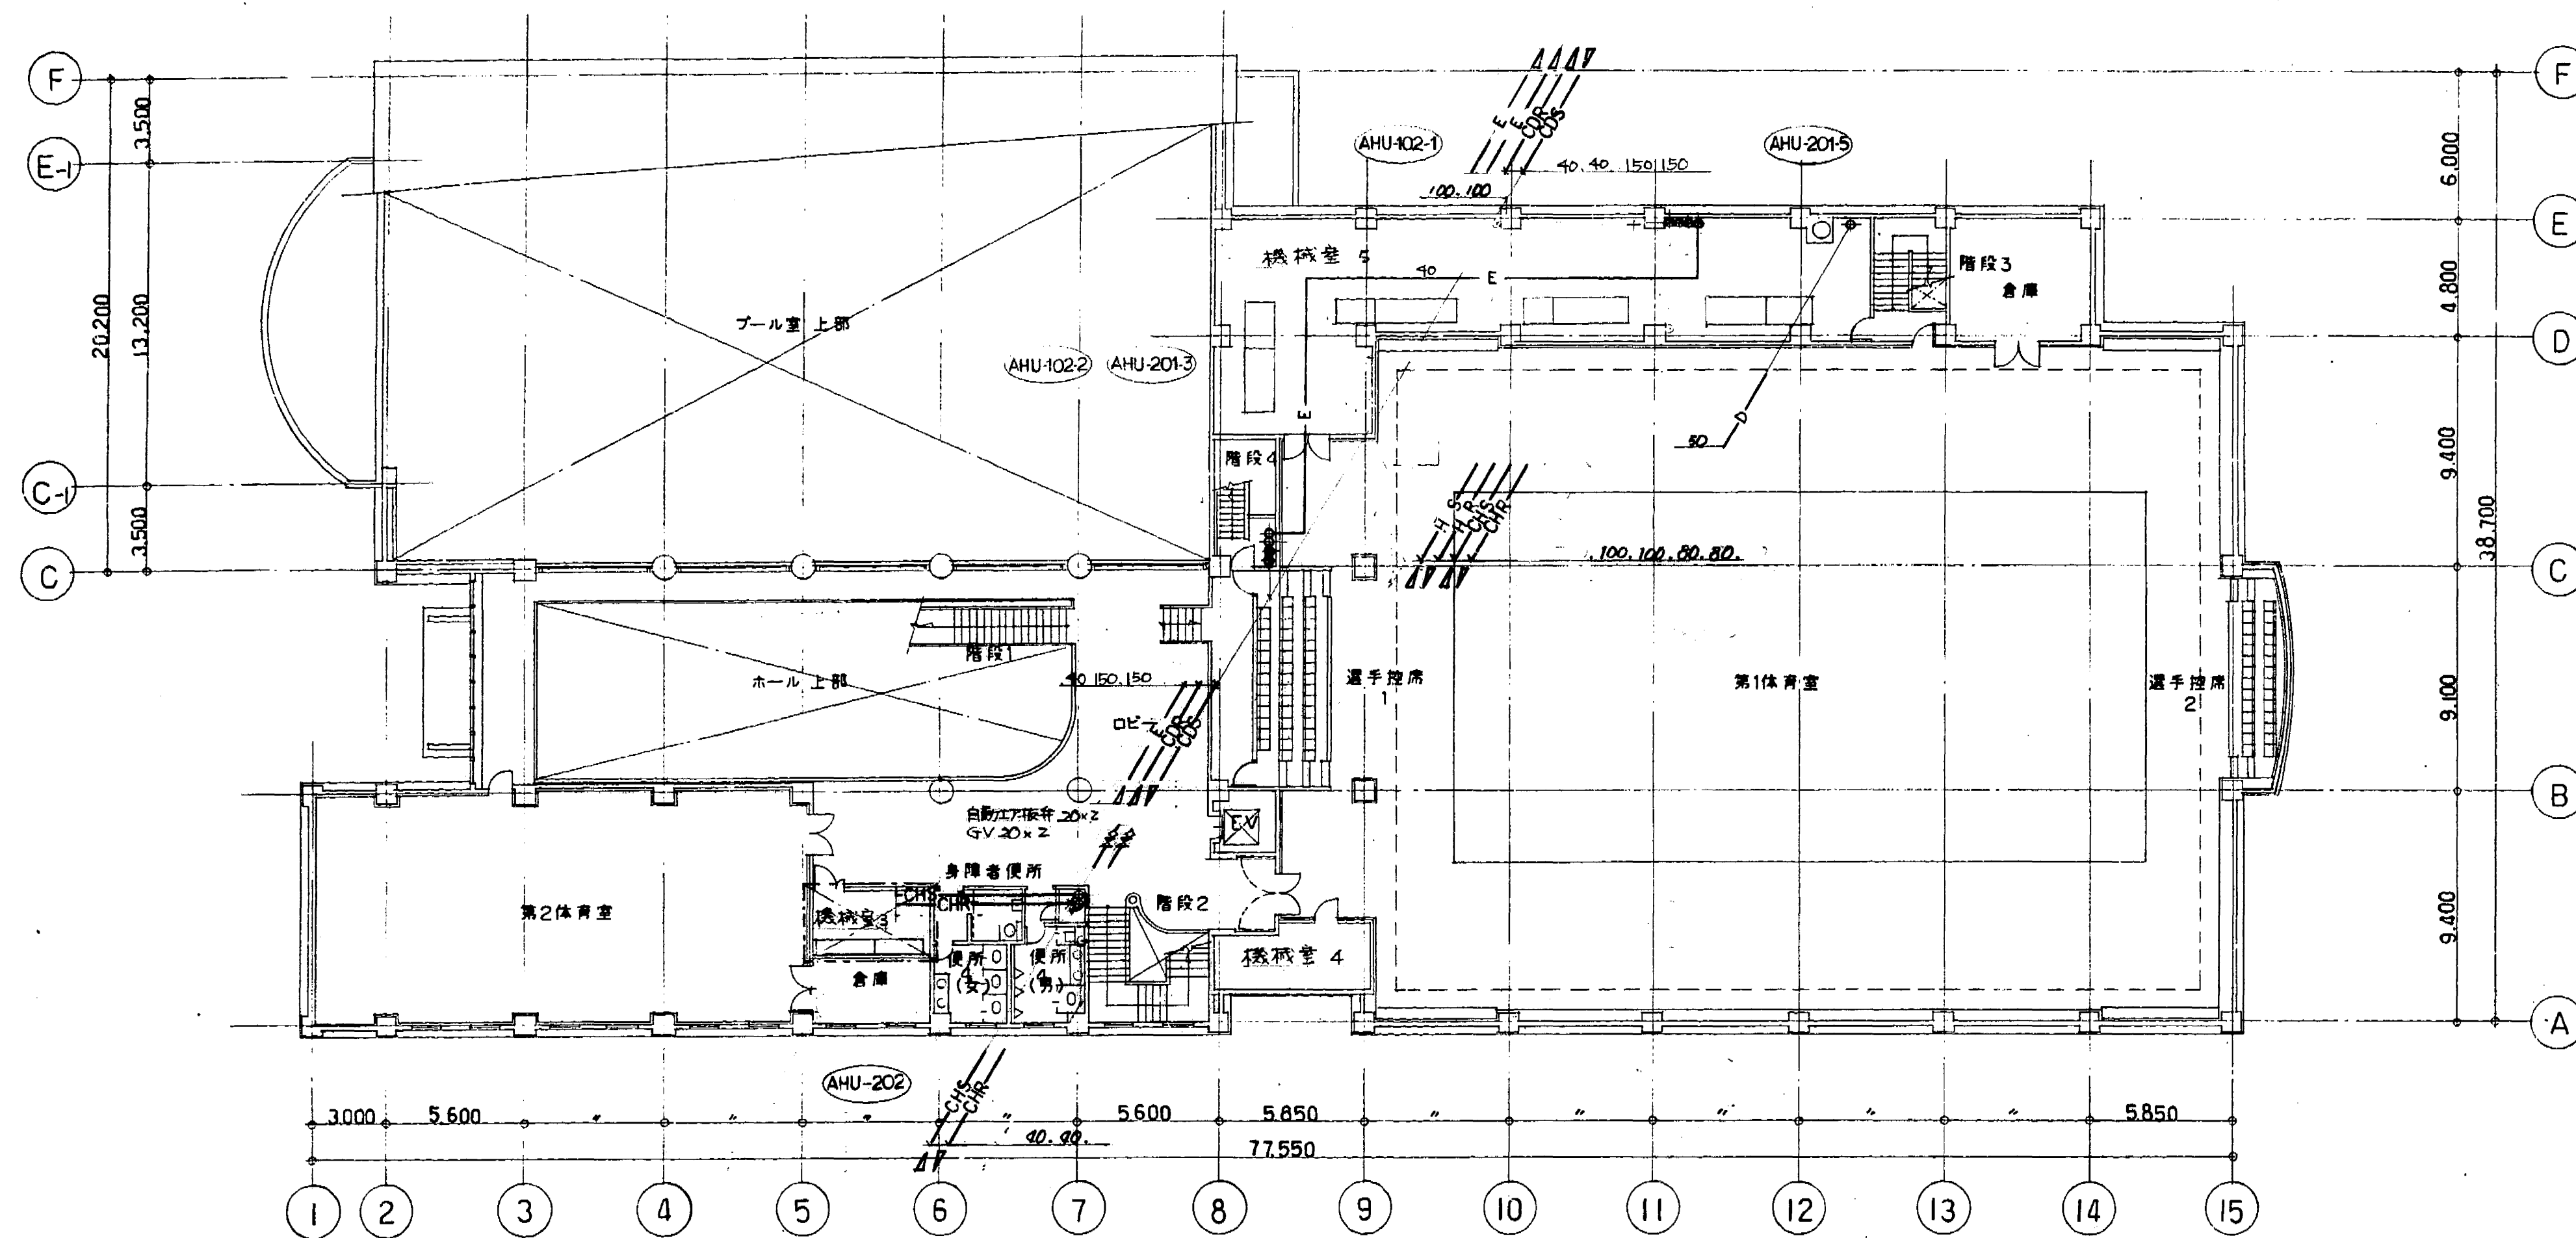 F
F
3.500
E-1
6.000
E
E
E
CDR
CDS
AHU-102-1
AHU-201-5
40.40.150.150
100.100
機械室 5
階段3
倉庫
40
E
E
4.800
D
20.200
13.200
プール室 上部
AHU-102-2
AHU-201-3
E
D
50
9.400
階段4
C-1
3.500
38.700
H S
H R
CHS
CHR
100.100.80.80.
C
C
階段1
ホール 上部
40 150.150
ロビー
E
CDR
CDS
選手控席
1
第1体育室
選手控席
2
9.100
B
自動エアー抜弁 20×2
GV 20×2
EV
身障者便所
CHS
CHR
機械室3
第2体育室
階段2
便所
4
(女)
便所
4
(男)
倉庫
機械室 4
9.400
A
AHU-202
CHS
CHR
3.000
5.600
〃
〃
〃
〃
5.600
5.850
〃
〃
〃
〃
〃
5.850
40.40.
77.550
1
2
3
4
5
6
7
8
9
10
11
12
13
14
15